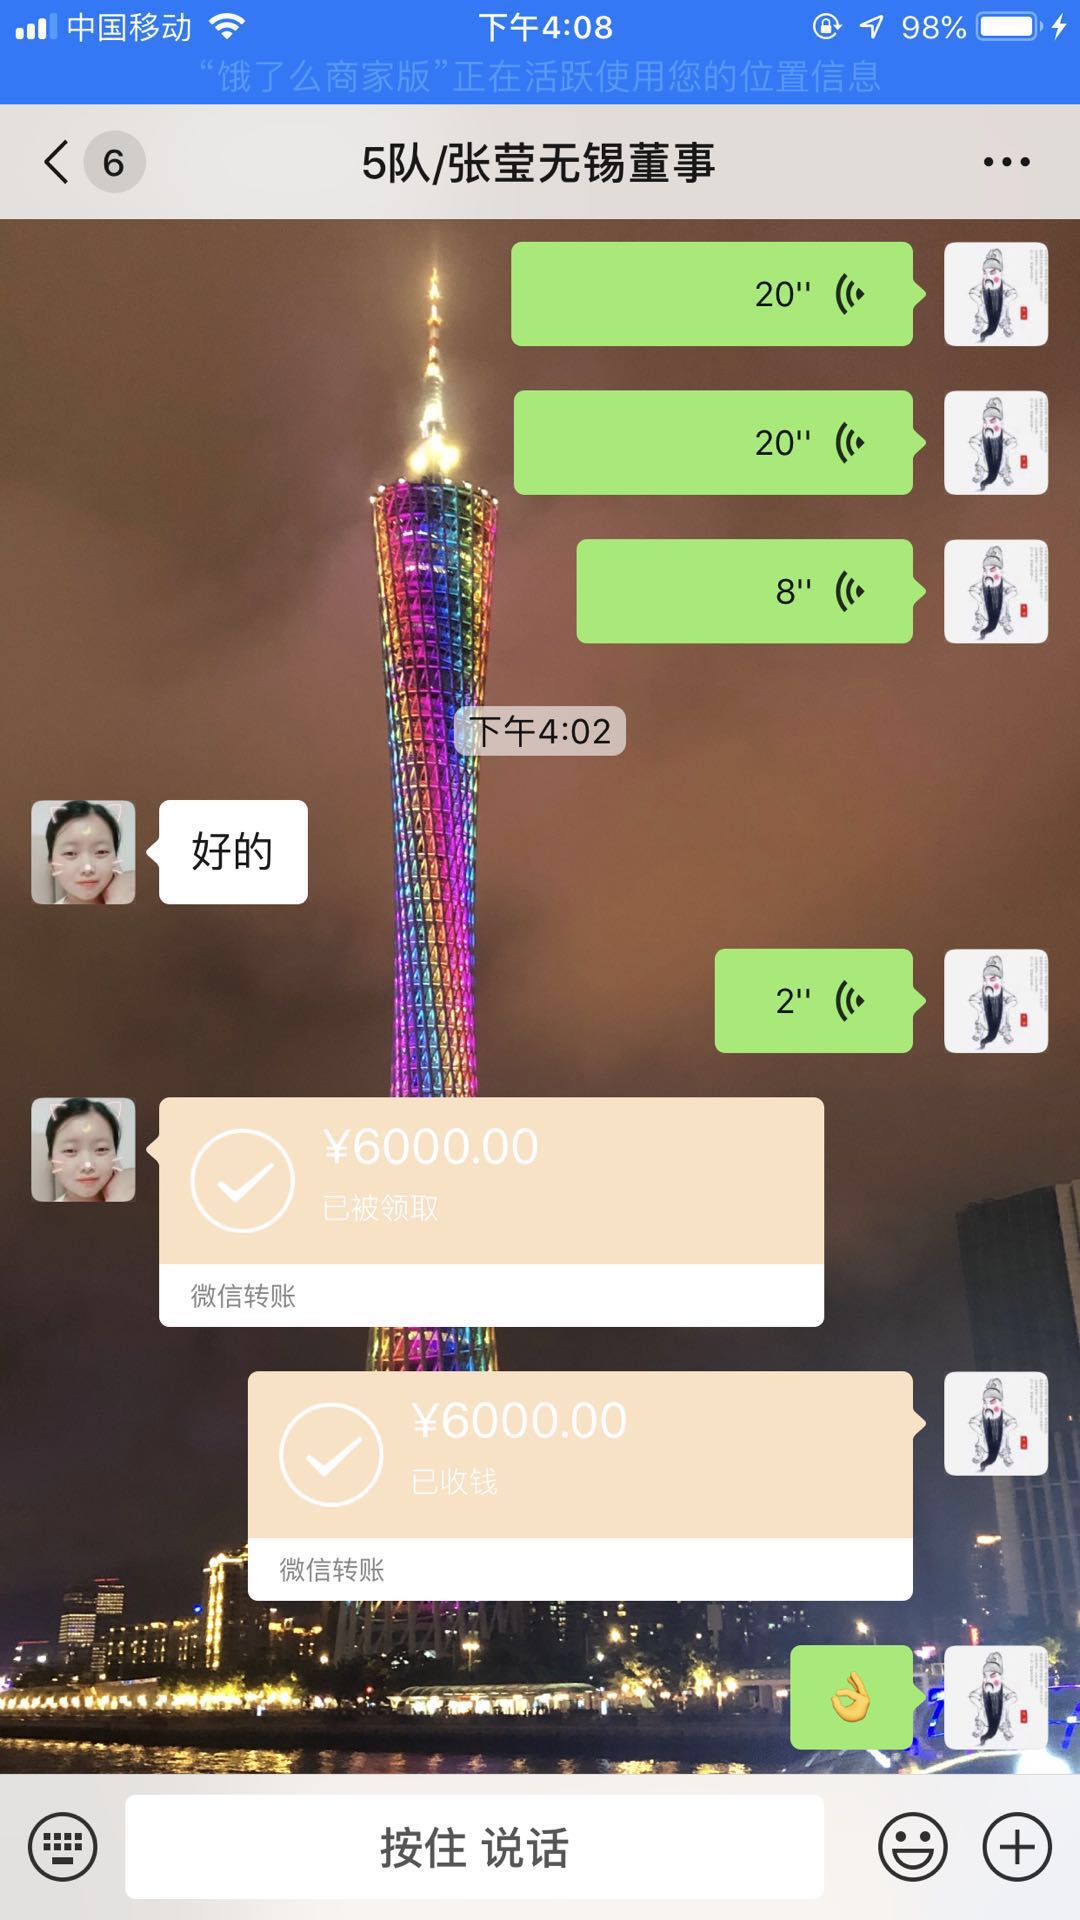 中国移动
下午4:08
98%
“饿了么商家版”正在活跃使用您的位置信息
6
5队/张莹无锡董事
20''
20''
8''
下午4:02
好的
2''
¥6000.00
已被领取
微信转账
¥6000.00
已收钱
微信转账
按住 说话